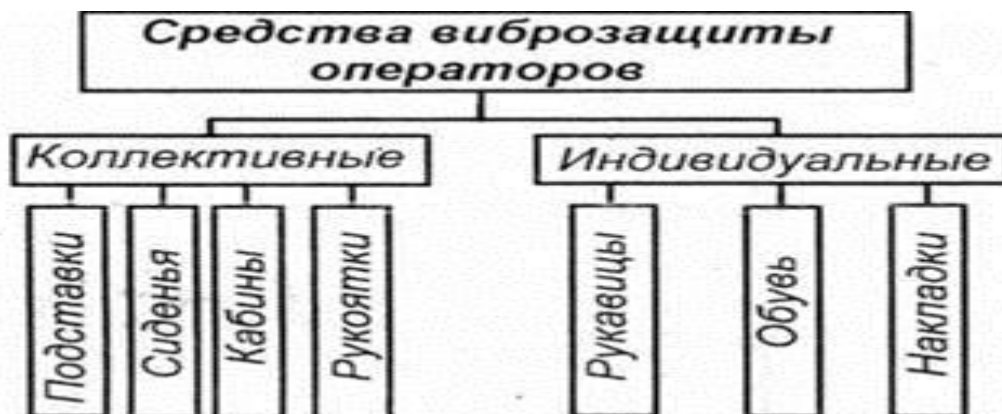 Средства виброзащиты
операторов
Коллективные
Индивидуальные
Подставки
Сиденья
Кабины
Рукоятки
Рукавицы
Обувь
Накладки